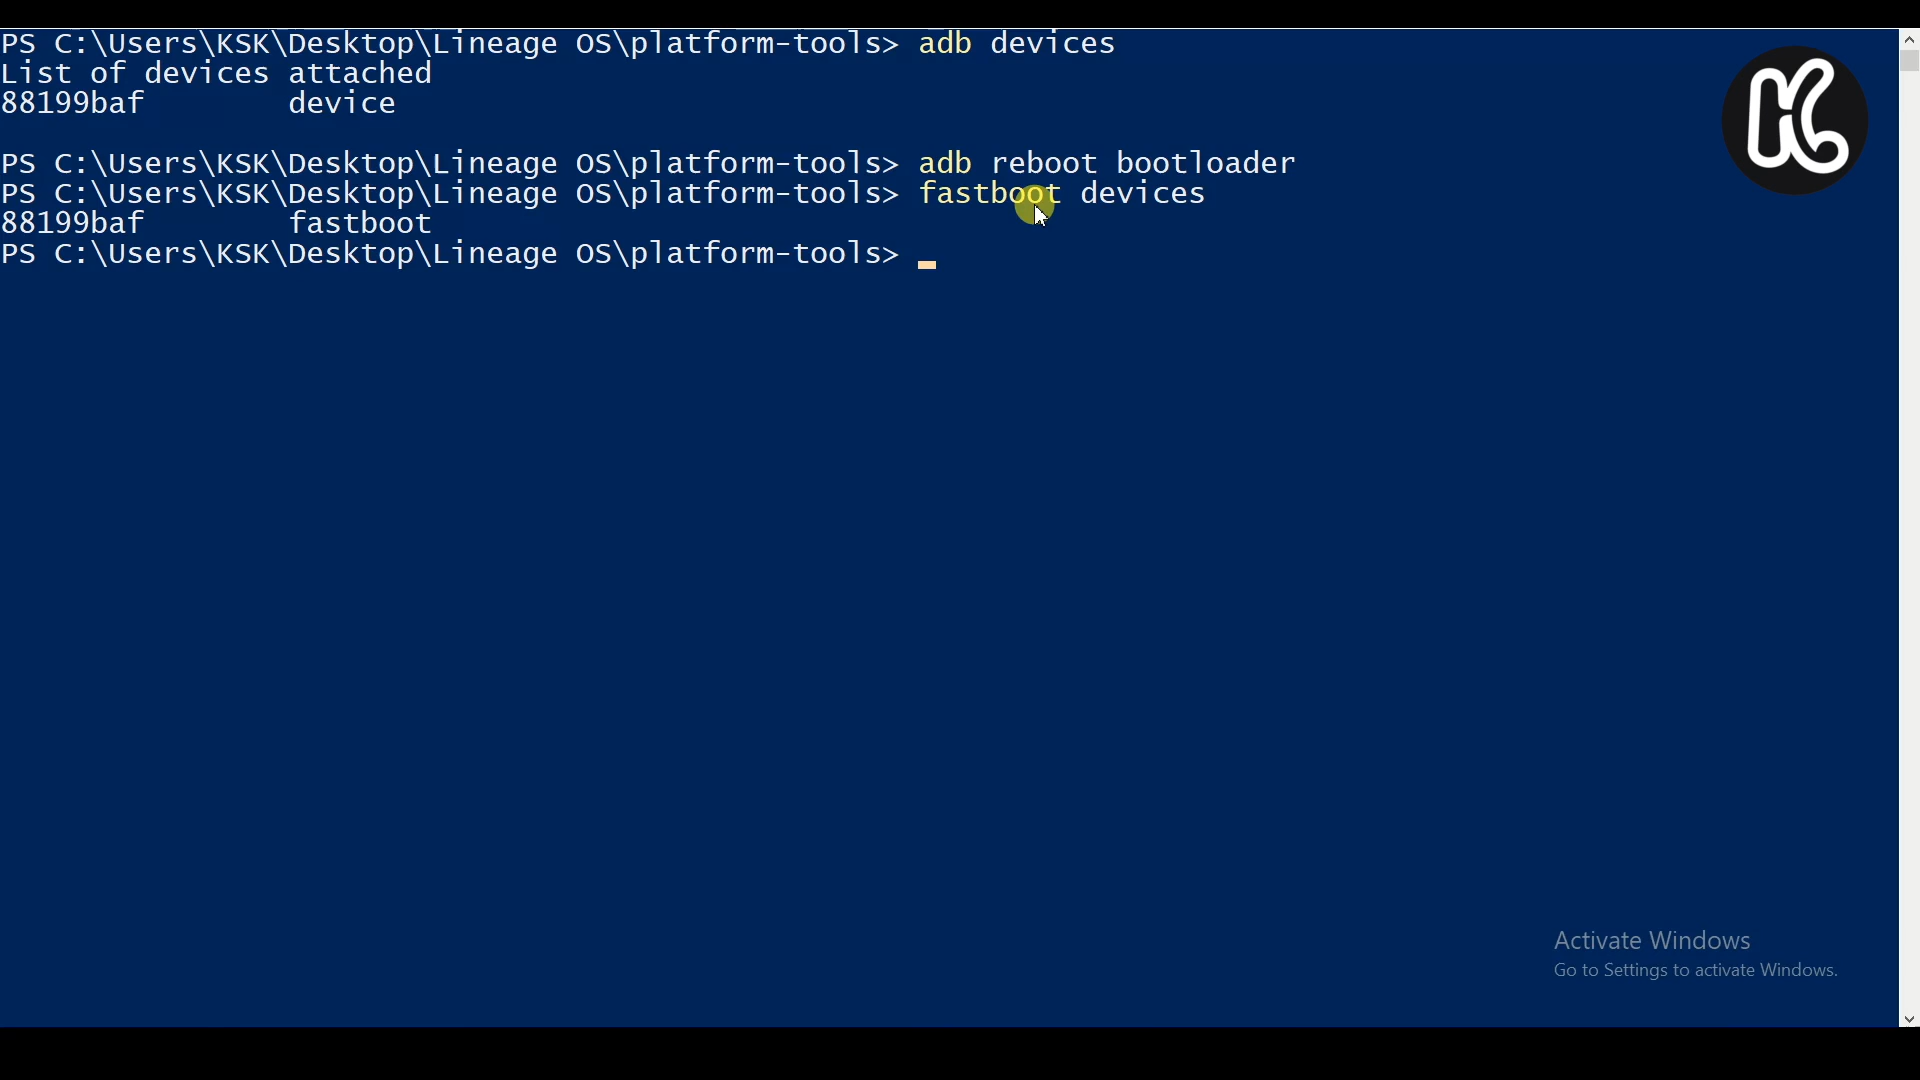 PS C:\Users\KSK\Desktop\Lineage OS\platform-tools> adb devices
List of devices attached
88199baf        device
PS C:\Users\KSK\Desktop\Lineage OS\platform-tools> adb reboot bootloader
PS C:\Users\KSK\Desktop\Lineage OS\platform-tools> fastboot devices
88199baf        fastboot
PS C:\Users\KSK\Desktop\Lineage OS\platform-tools> _
Activate Windows
Go to Settings to activate Windows.